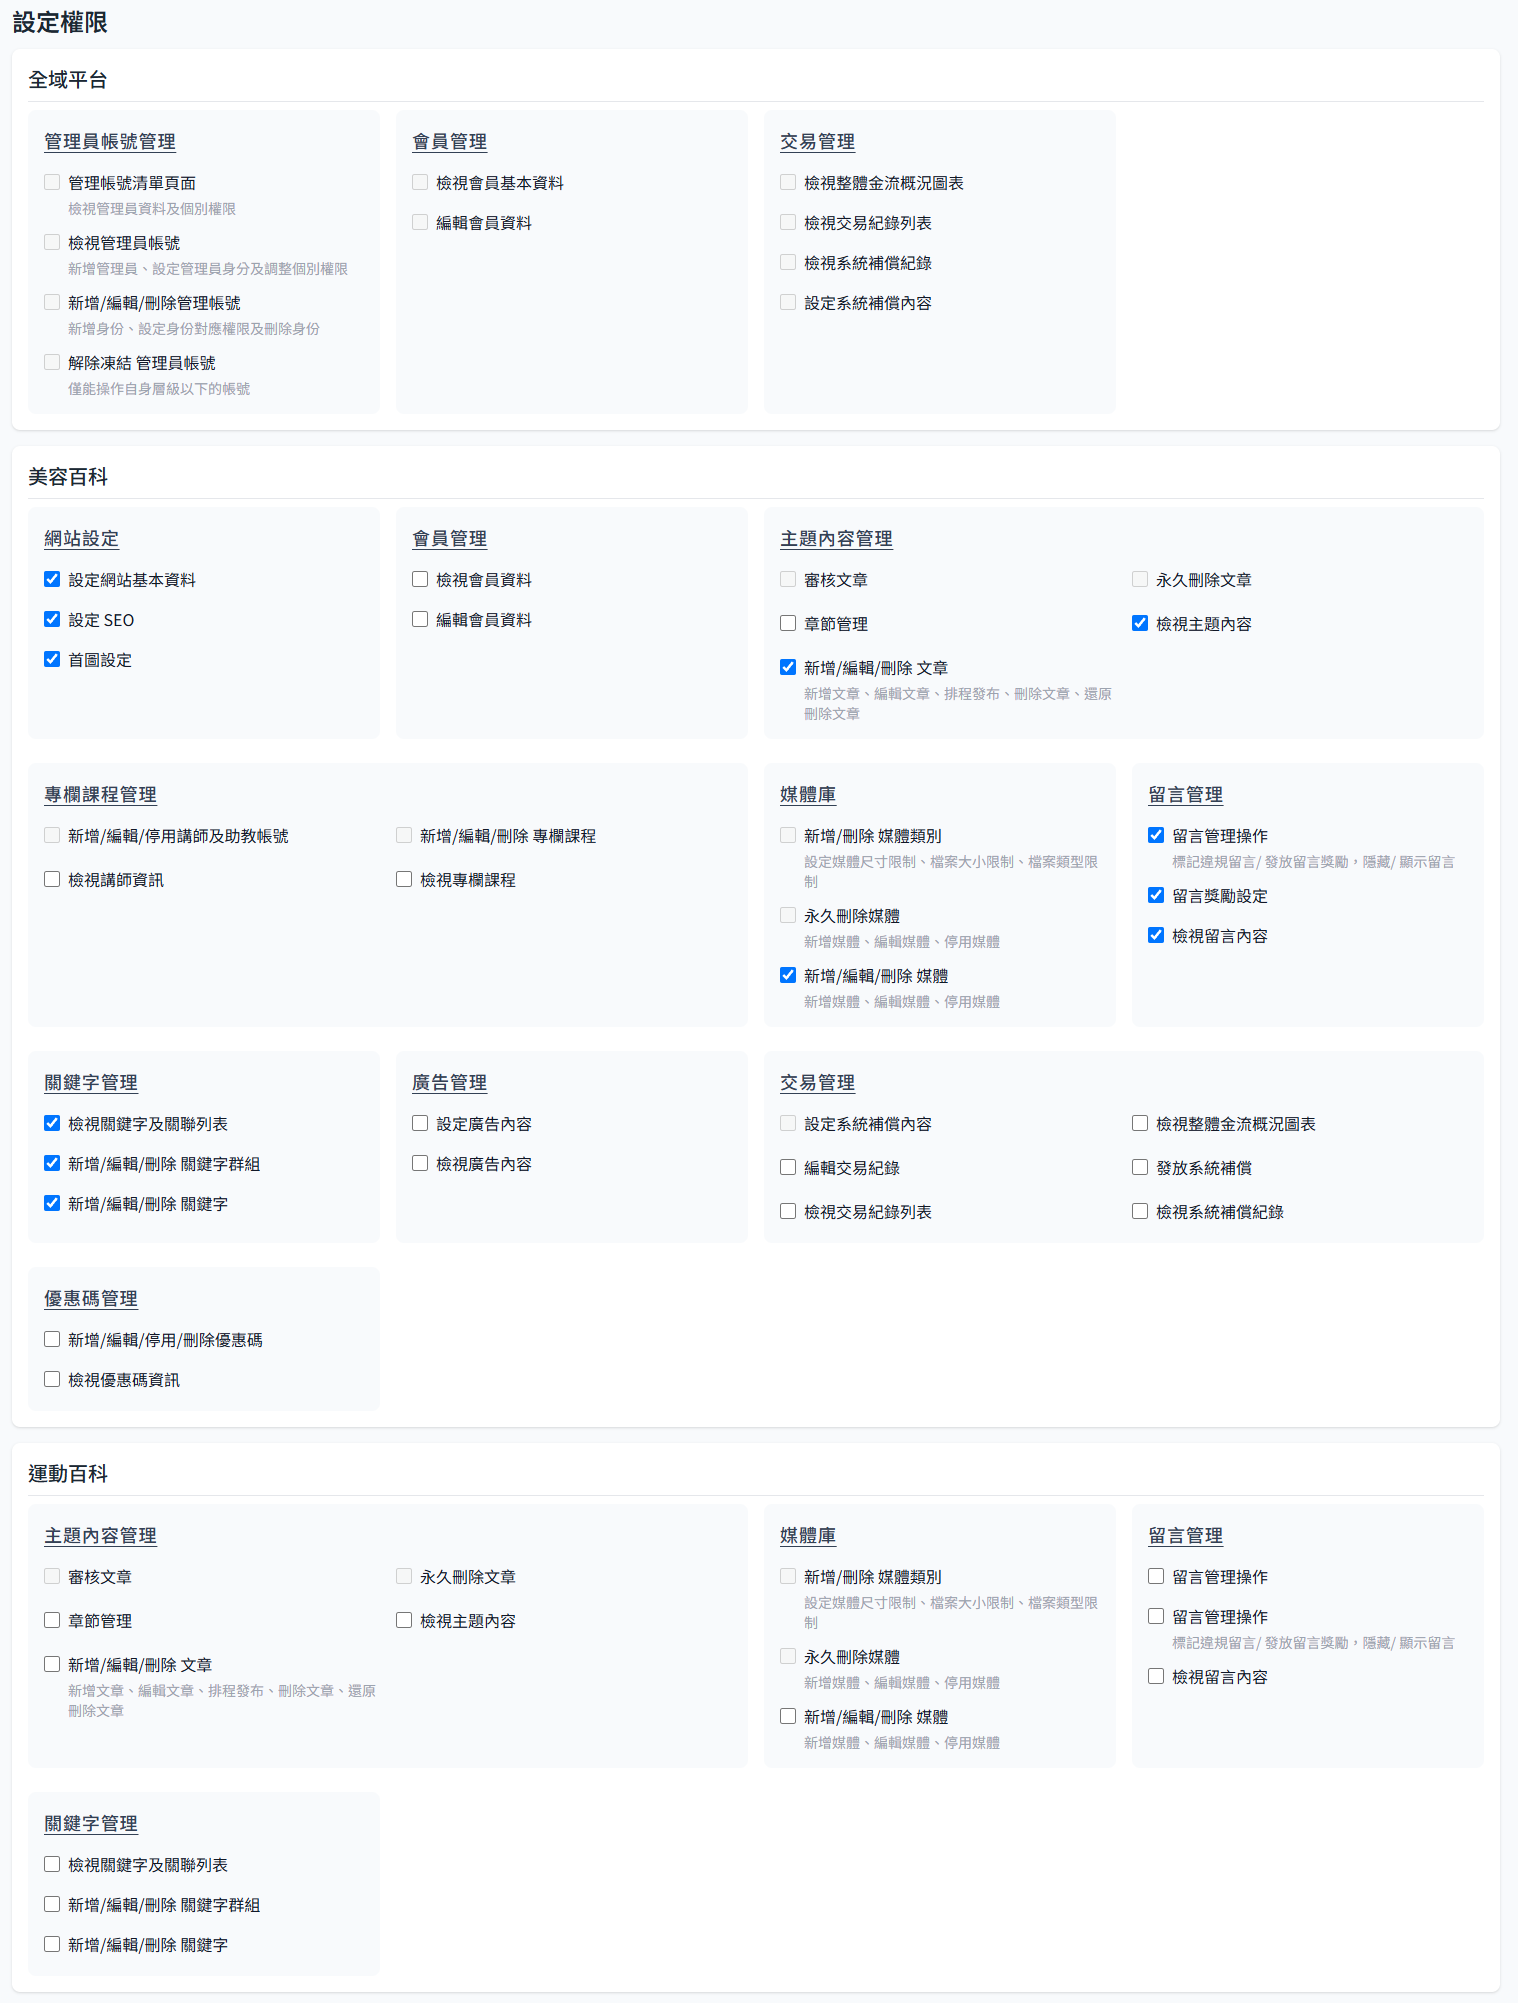 設定權限
全域平台
管理員帳號管理
管理帳號清單頁面
檢視管理員資料及個別權限
檢視管理員帳號
新增管理員、設定管理員身分及調整個別權限
新增/編輯/刪除管理帳號
新增身份、設定身份對應權限及刪除身份
解除凍結 管理員帳號
僅能操作自身層級以下的帳號
會員管理
檢視會員基本資料
編輯會員資料
交易管理
檢視整體金流概況圖表
檢視交易紀錄列表
檢視系統補償紀錄
設定系統補償內容
美容百科
網站設定
設定網站基本資料
設定 SEO
首圖設定
會員管理
檢視會員資料
編輯會員資料
主題內容管理
審核文章
永久刪除文章
章節管理
檢視主題內容
新增/編輯/刪除 文章
新增文章、編輯文章、排程發布、刪除文章、還原
刪除文章
專欄課程管理
新增/編輯/停用講師及助教帳號
新增/編輯/刪除 專欄課程
檢視講師資訊
檢視專欄課程
媒體庫
新增/刪除 媒體類別
設定媒體尺寸限制、檔案大小限制、檔案類型限
制
永久刪除媒體
新增媒體、編輯媒體、停用媒體
新增/編輯/刪除 媒體
新增媒體、編輯媒體、停用媒體
留言管理
留言管理操作
標記違規留言/ 發放留言獎勵，隱藏/ 顯示留言
留言獎勵設定
檢視留言內容
關鍵字管理
檢視關鍵字及關聯列表
新增/編輯/刪除 關鍵字群組
新增/編輯/刪除 關鍵字
廣告管理
設定廣告內容
檢視廣告內容
交易管理
設定系統補償內容
檢視整體金流概況圖表
編輯交易紀錄
發放系統補償
檢視交易紀錄列表
檢視系統補償紀錄
優惠碼管理
新增/編輯/停用/刪除優惠碼
檢視優惠碼資訊
運動百科
主題內容管理
審核文章
永久刪除文章
章節管理
檢視主題內容
新增/編輯/刪除 文章
新增文章、編輯文章、排程發布、刪除文章、還原
刪除文章
媒體庫
新增/刪除 媒體類別
設定媒體尺寸限制、檔案大小限制、檔案類型限
制
永久刪除媒體
新增媒體、編輯媒體、停用媒體
新增/編輯/刪除 媒體
新增媒體、編輯媒體、停用媒體
留言管理
留言管理操作
留言管理操作
標記違規留言/ 發放留言獎勵，隱藏/ 顯示留言
檢視留言內容
關鍵字管理
檢視關鍵字及關聯列表
新增/編輯/刪除 關鍵字群組
新增/編輯/刪除 關鍵字